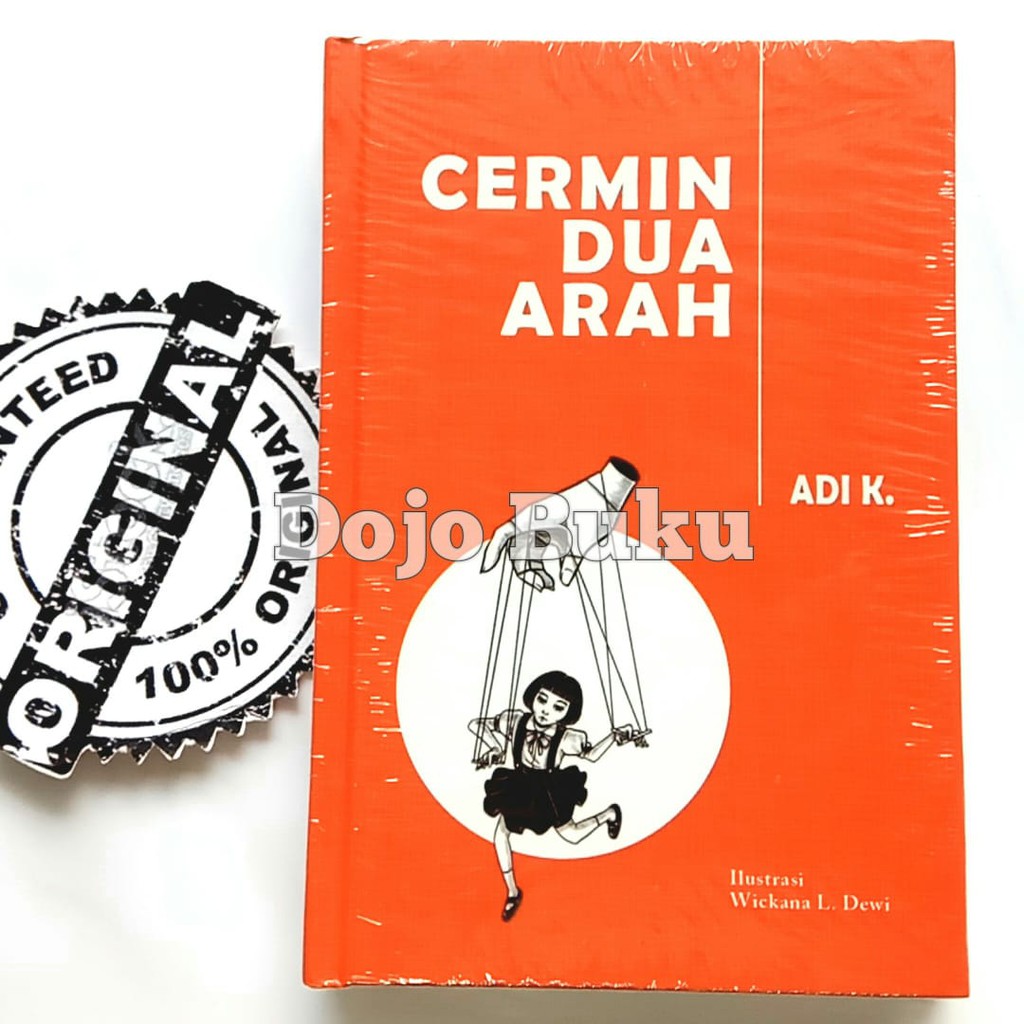 CERMIN
DUA
ARAH
ADI K.
Dojo Buku
Ilustrasi
Wickana L. Dewi
ORIGINAL
100% ORIGINAL